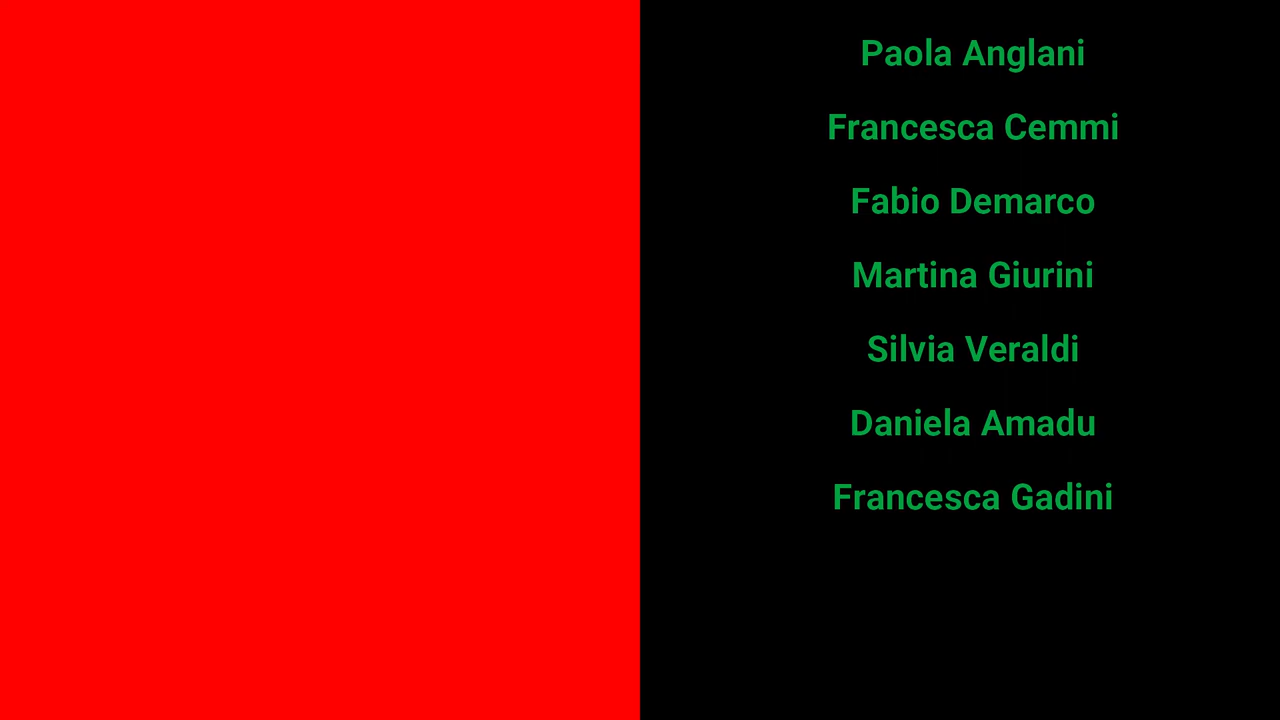 Paola Anglani
Francesca Cemmi
Fabio Demarco
Martina Giurini
Silvia Veraldi
Daniela Amadu
Francesca Gadini